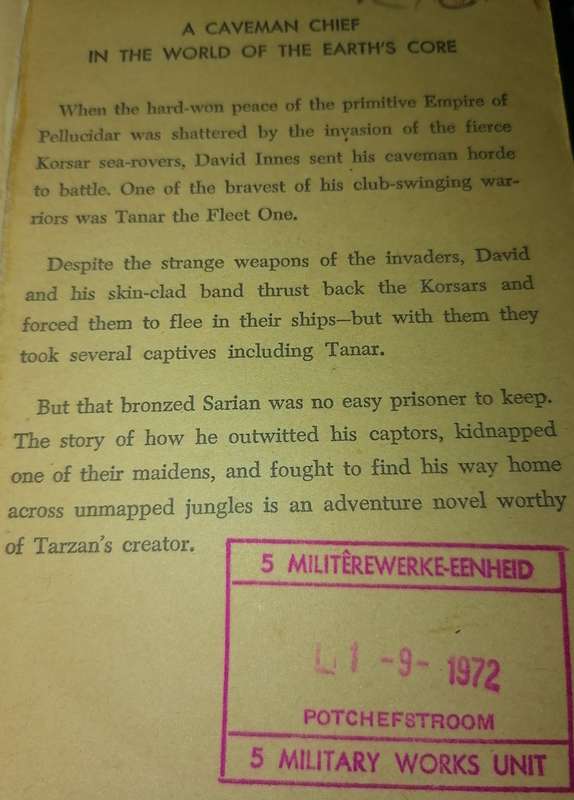 A CAVEMAN CHIEF
IN THE WORLD OF THE EARTH'S CORE
When the hard-won peace of the primitive Empire of
Pellucidar was shattered by the invasion of the fierce
Korsar sea-rovers, David Innes sent his caveman horde
to battle. One of the bravest of his club-swinging war-
riors was Tanar the Fleet One.
Despite the strange weapons of the invaders, David
and his skin-clad band thrust back the Korsars and
forced them to flee in their ships—but with them they
took several captives including Tanar.
But that bronzed Sarian was no easy prisoner to keep.
The story of how he outwitted his captors, kidnapped
one of their maidens, and fought to find his way home
across unmapped jungles is an adventure novel worthy
of Tarzan's creator.
5 MILITÊREWERKE-EENHEID
1 -9- 1972
POTCHEFSTROOM
5 MILITARY WORKS UNIT